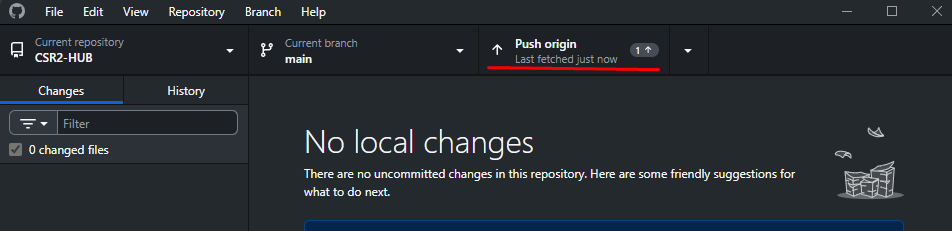 File Edit View Repository Branch Help
Current repository
CSR2-HUB
Current branch
main
Push origin
Last fetched just now
1
Changes History
Filter
0 changed files
No local changes
There are no uncommitted changes in this repository. Here are some friendly suggestions for
what to do next.